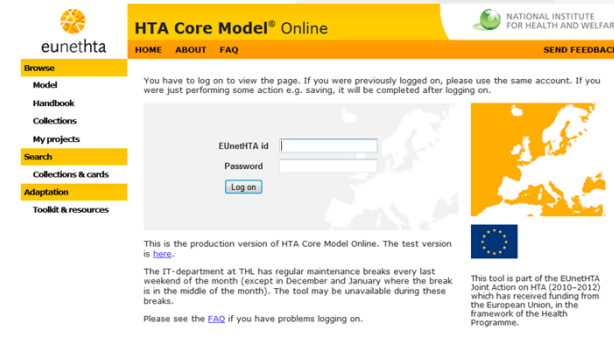 eunethta
HTA Core Model® Online
NATIONAL INSTITUTE
FOR HEALTH AND WELFAR
HOME ABOUT FAQ
SEND FEEDBACK
Browse
Model
Handbook
Collections
My projects
Search
Collections & cards
Adaptation
Toolkit & resources
You have to log on to view the page. If you were previously logged on, please use the same account. If you
were just performing some action e.g. saving, it will be completed after logging on.
EUnetHTA id
Password
Log on
This is the production version of HTA Core Model Online. The test version
is here.
The IT-department at THL has regular maintenance breaks every last
weekend of the month (except in December and January where the break
is in the middle of the month). The tool may be unavailable during these
breaks.
Please see the FAQ if you have problems logging on.
This tool is part of the EUnetHTA
Joint Action on HTA (2010–2012)
which has received funding from
the European Union, in the
framework of the Health
Programme.